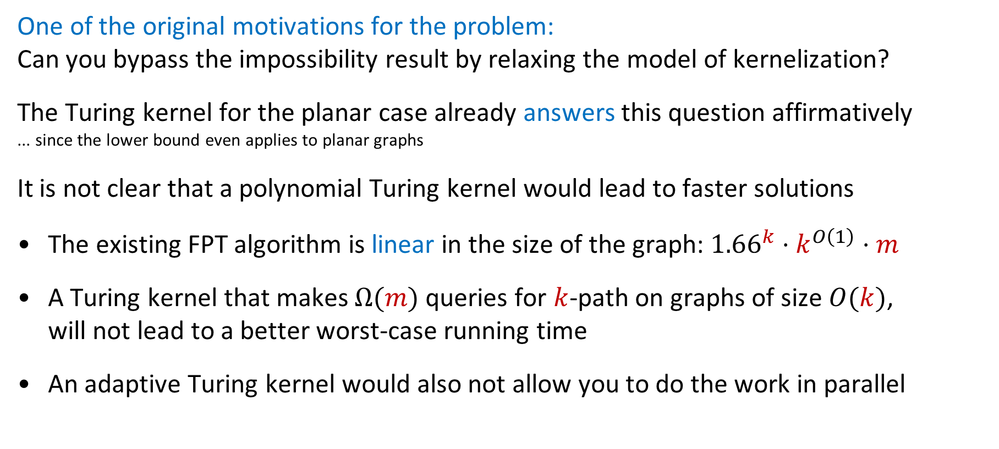 One of the original motivations for the problem:
Can you bypass the impossibility result by relaxing the model of kernelization?
The Turing kernel for the planar case already answers this question affirmatively
... since the lower bound even applies to planar graphs
It is not clear that a polynomial Turing kernel would lead to faster solutions
• The existing FPT algorithm is linear in the size of the graph: $1.66^k \cdot k^{O(1)} \cdot m$
• A Turing kernel that makes Ω(m) queries for k-path on graphs of size O(k),
will not lead to a better worst-case running time
• An adaptive Turing kernel would also not allow you to do the work in parallel